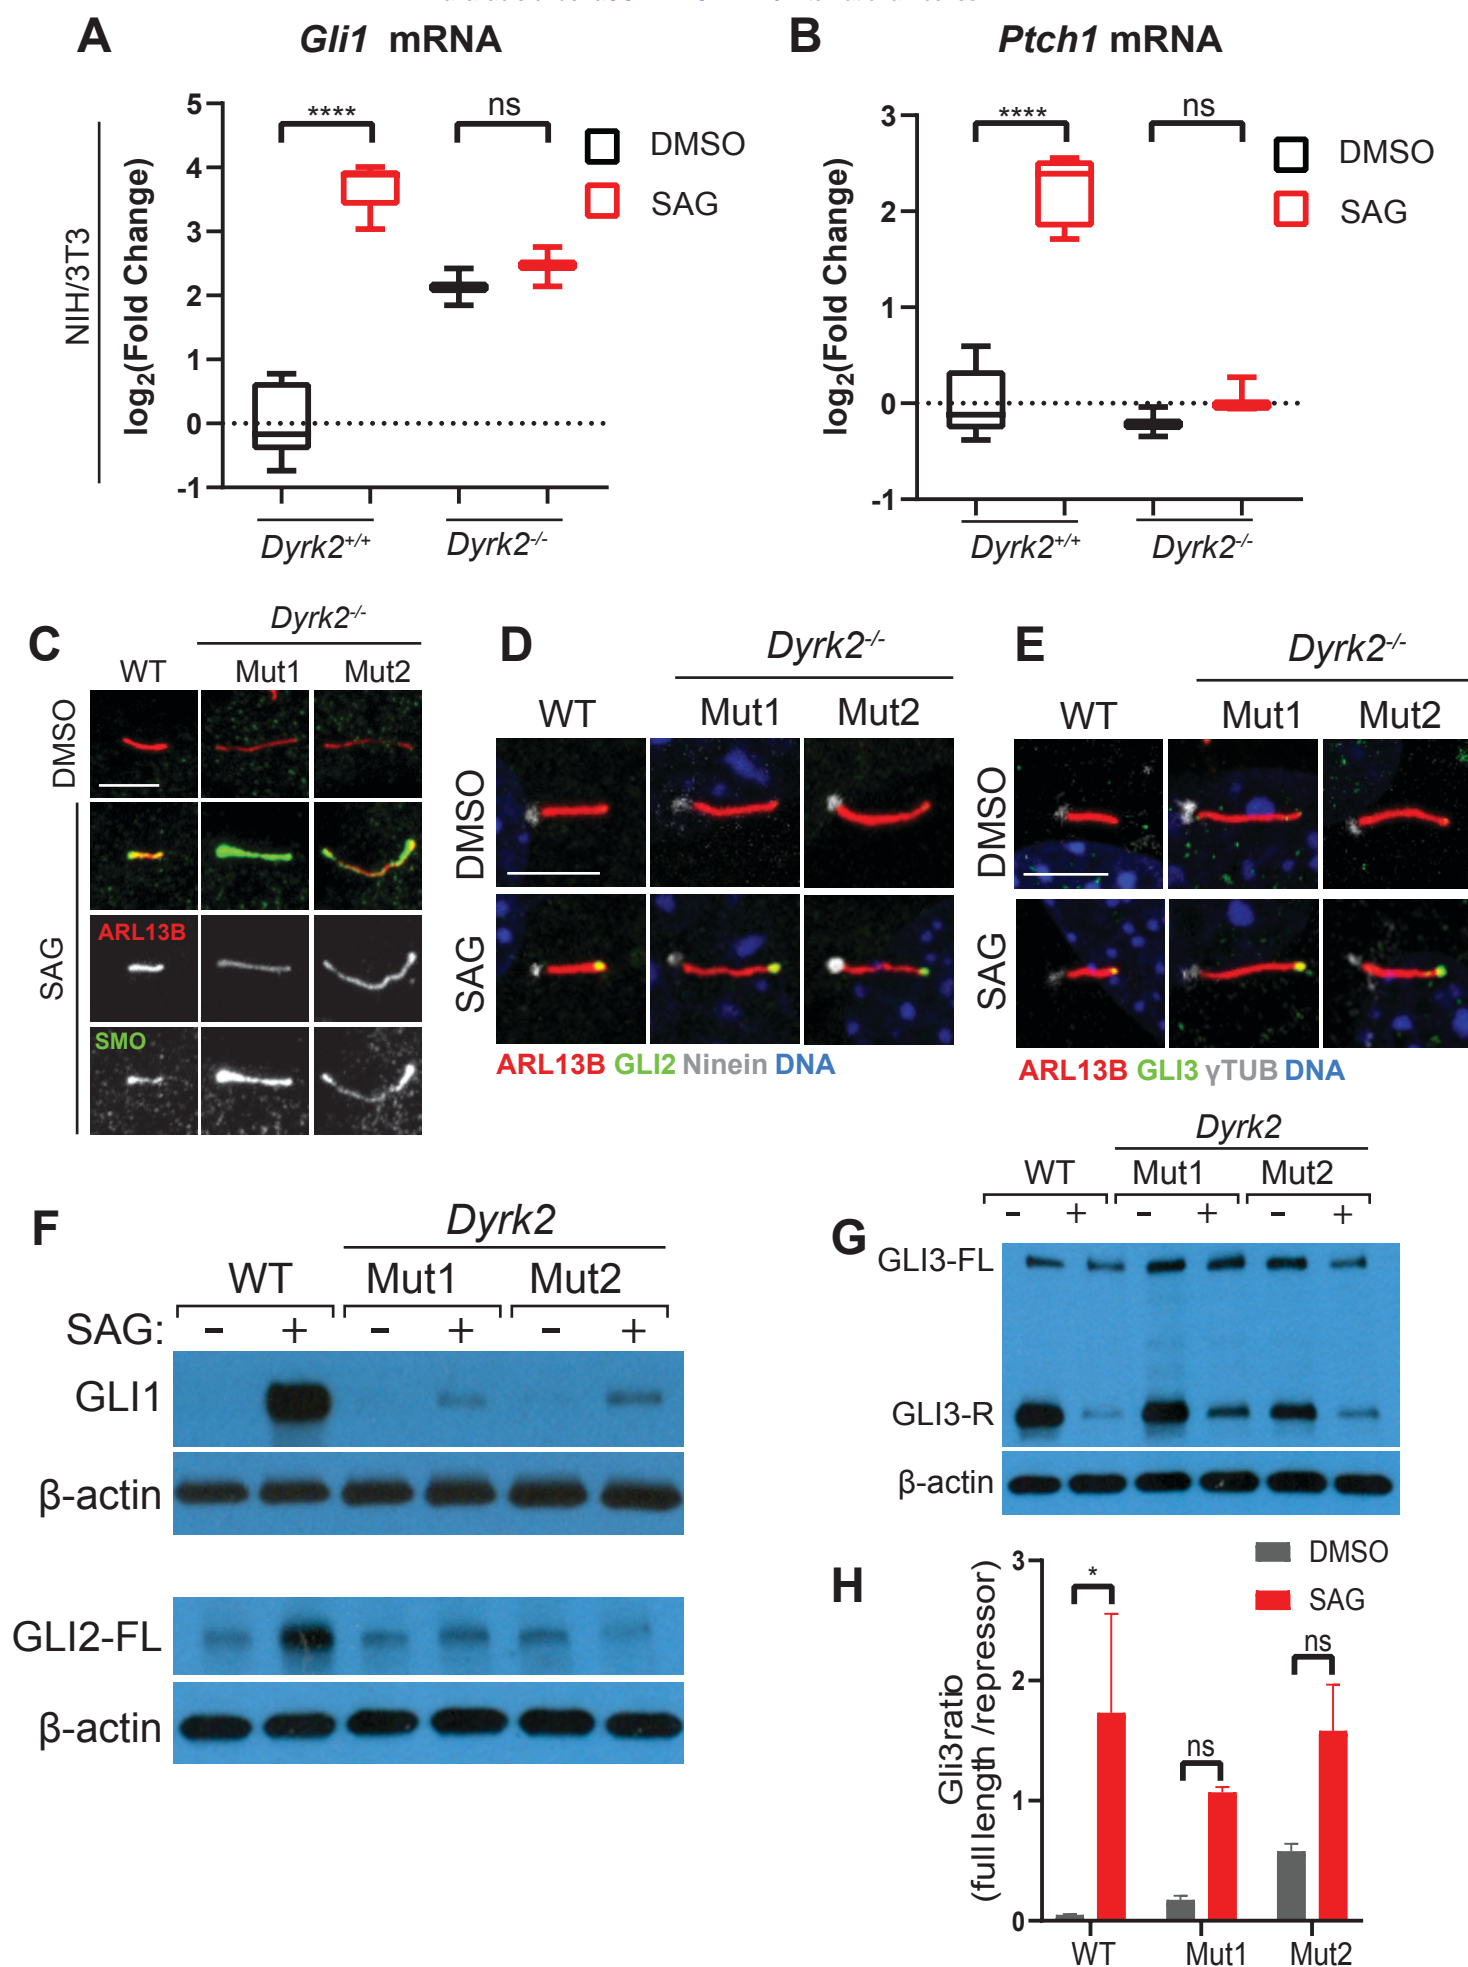 A
Gli1 mRNA
B
Ptch1 mRNA
NIH/3T3
log2(Fold Change)
5
4
3
2
1
0
-1
****
ns
DMSO
SAG
Dyrk2+/+
Dyrk2-/-
log2(Fold Change)
3
2
1
0
-1
****
ns
DMSO
SAG
Dyrk2+/+
Dyrk2-/-
C
Dyrk2-/-
WT
Mut1
Mut2
DMSO
SAG
ARL13B
SMO
D
Dyrk2-/-
WT
Mut1
Mut2
DMSO
SAG
ARL13B GLI2 Ninein DNA
E
Dyrk2-/-
WT
Mut1
Mut2
DMSO
SAG
ARL13B GLI3 γTUB DNA
F
Dyrk2
WT
Mut1
Mut2
SAG: - + - + - +
GLI1
β-actin
GLI2-FL
β-actin
Dyrk2
WT
Mut1
Mut2
- + - + - +
G
GLI3-FL
GLI3-R
β-actin
H
Gli3ratio
(full length /repressor)
3
2
1
0
*
ns
ns
DMSO
SAG
WT
Mut1
Mut2